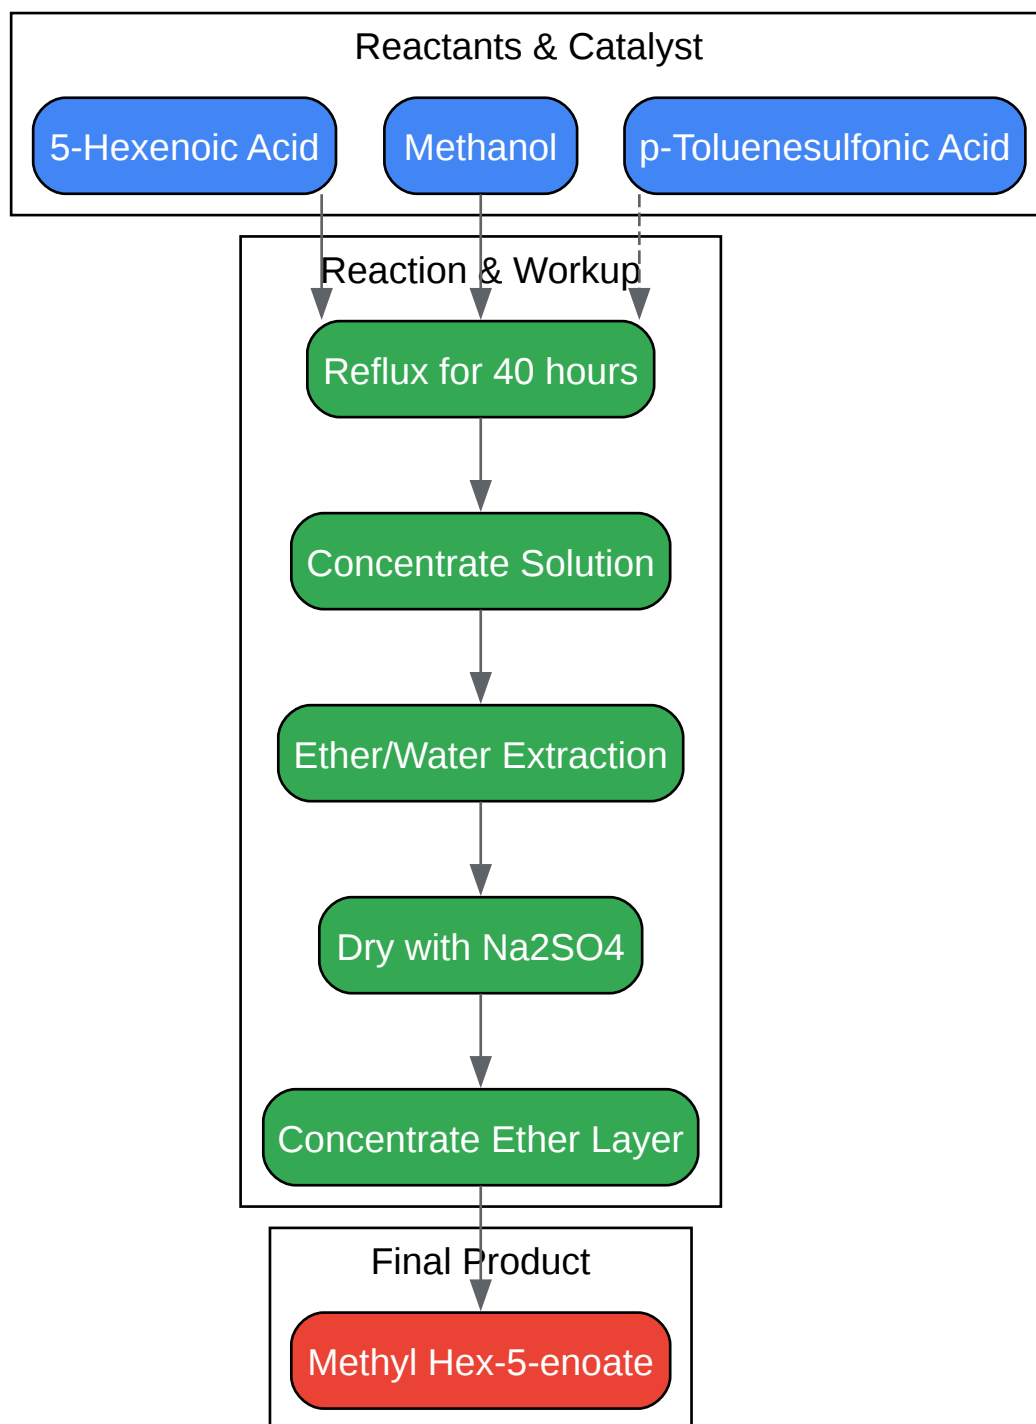 Reactants & Catalyst
5-Hexenoic Acid
Methanol
p-Toluenesulfonic Acid
Reaction & Workup
Reflux for 40 hours
Concentrate Solution
Ether/Water Extraction
Dry with Na2SO4
Concentrate Ether Layer
Final Product
Methyl Hex-5-enoate